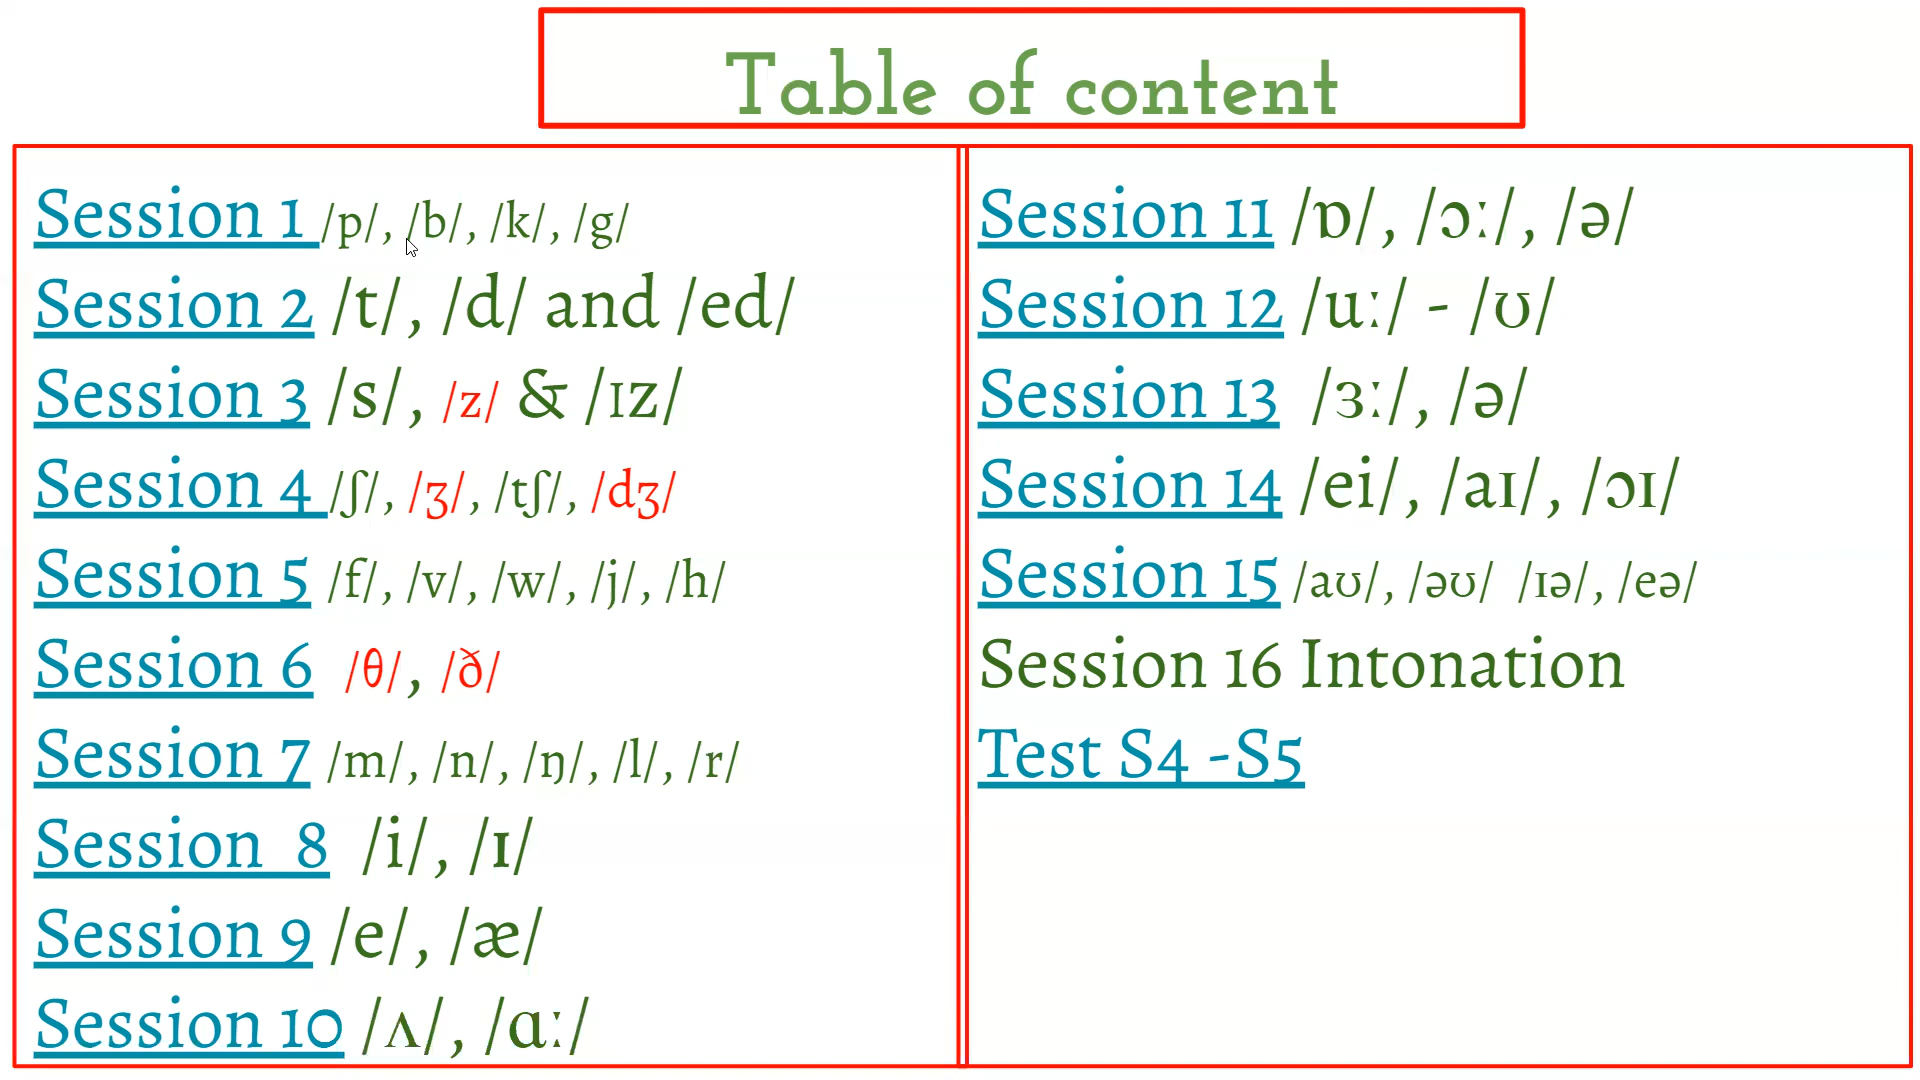 Table of content
Session 1 /p/, /b/, /k/, /g/
Session 2 /t/, /d/ and /ed/
Session 3 /s/, /z/ & /ɪz/
Session 4 /ʃ/, /ʒ/, /tʃ/, /dʒ/
Session 5 /f/, /v/, /w/, /j/, /h/
Session 6 /θ/, /ð/
Session 7 /m/, /n/, /ŋ/, /l/, /r/
Session 8 /i/, /ɪ/
Session 9 /e/, /æ/
Session 10 /ʌ/, /ɑː/
Session 11 /ɒ/, /ɔː/, /ə/
Session 12 /uː/ - /ʊ/
Session 13 /ɜː/, /ə/
Session 14 /ei/, /aɪ/, /ɔɪ/
Session 15 /aʊ/, /əʊ/ /ɪə/, /eə/
Session 16 Intonation
Test S4 -S5